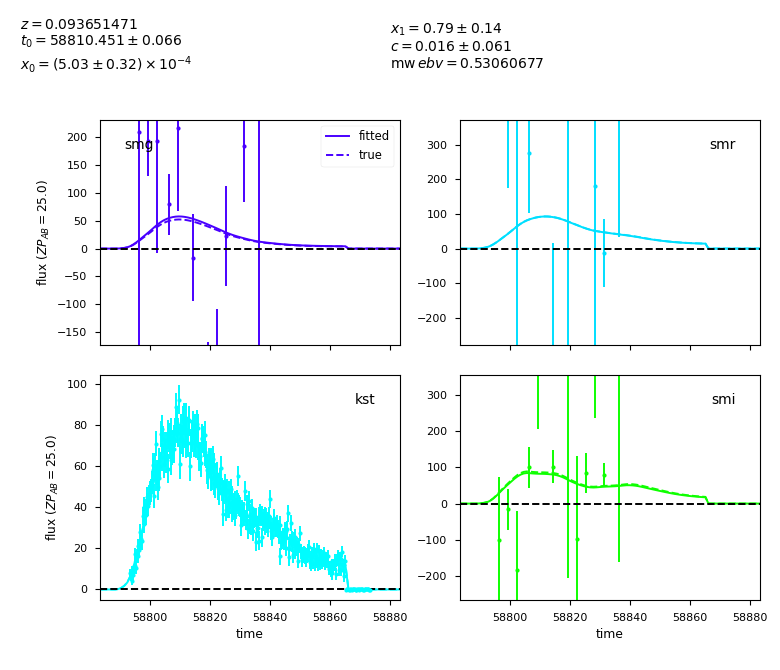 z = 0.093651471
t₀ = 58810.451 ± 0.066
x₀ = (5.03 ± 0.32) × 10⁻⁴
x₁ = 0.79 ± 0.14
c = 0.016 ± 0.061
mw ebv = 0.53060677
smg
fitted
true
200
150
100
50
0
−50
−100
−150
flux (ZP_AB = 25.0)
smr
300
200
100
0
−100
−200
kst
100
80
60
40
20
0
flux (ZP_AB = 25.0)
58800
58820
58840
58860
58880
time
smi
300
200
100
0
−100
−200
58800
58820
58840
58860
58880
time